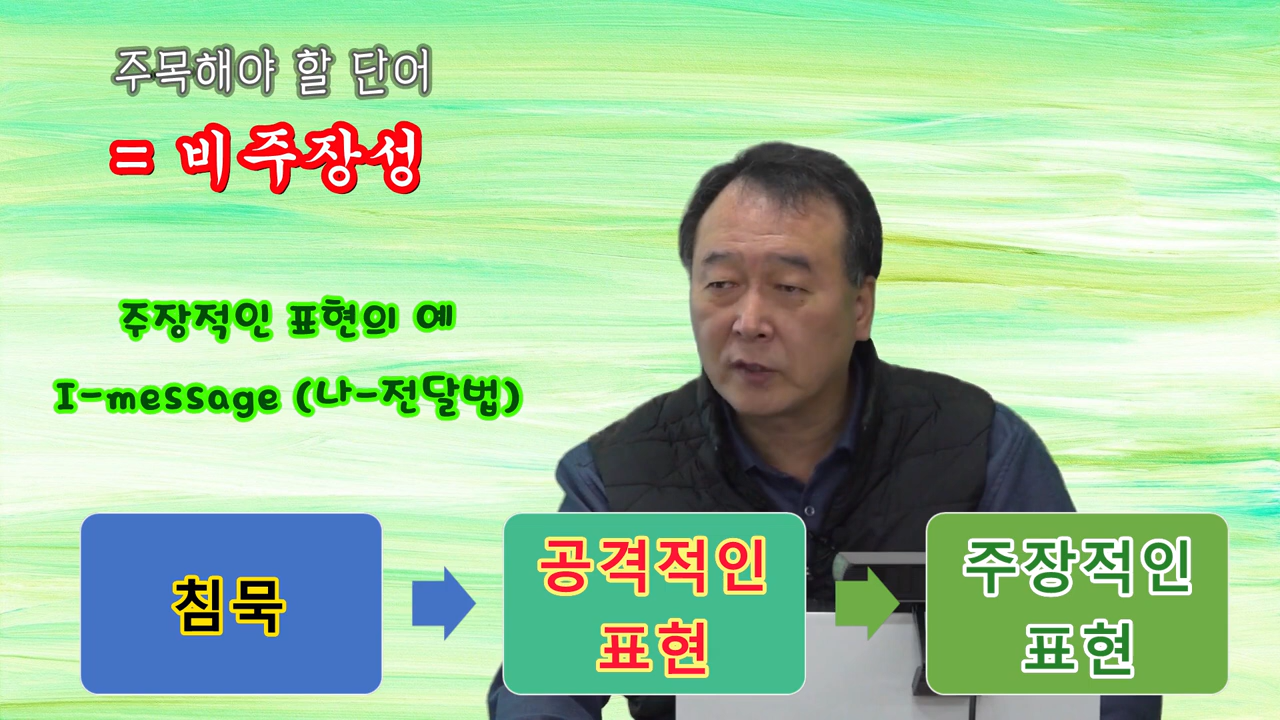 주목해야 할 단어
= 비주장성
주장적인 표현의 예
I-message (나-전달법)
침묵
공격적인
표현
주장적인
표현